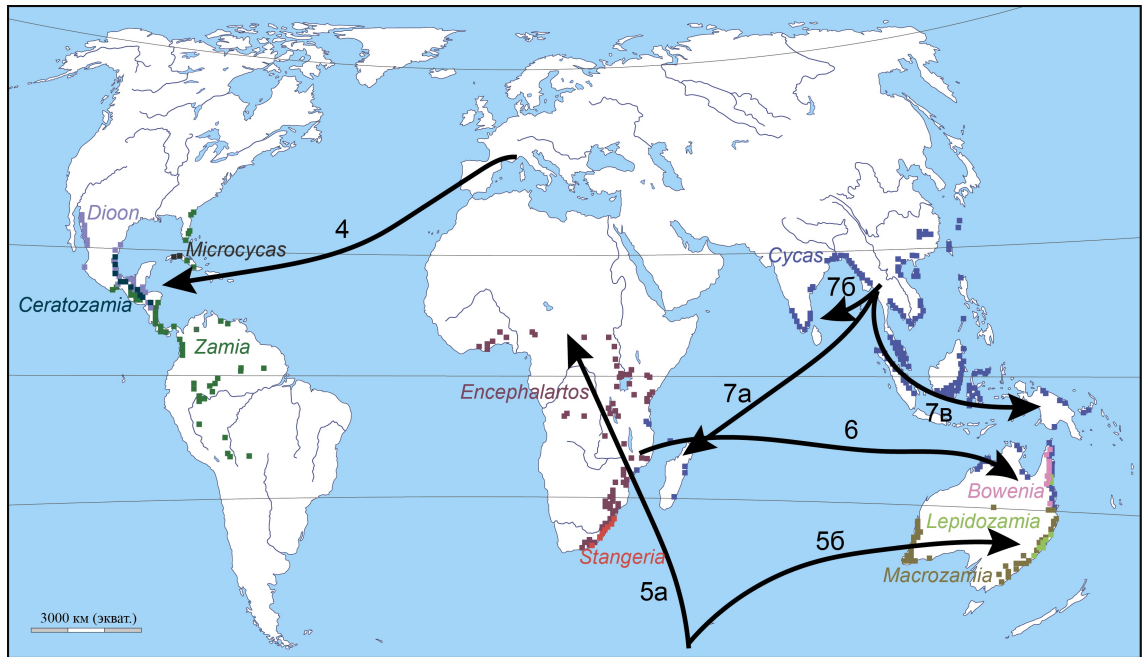 Dioon
4
Microcycas
Cycas
7б
Ceratozamia
Zamia
Encephalartos
7а
7в
6
Bowenia
Lepidozamia
Stangeria
5б
Macrozamia
5а
3000 км (экват.)